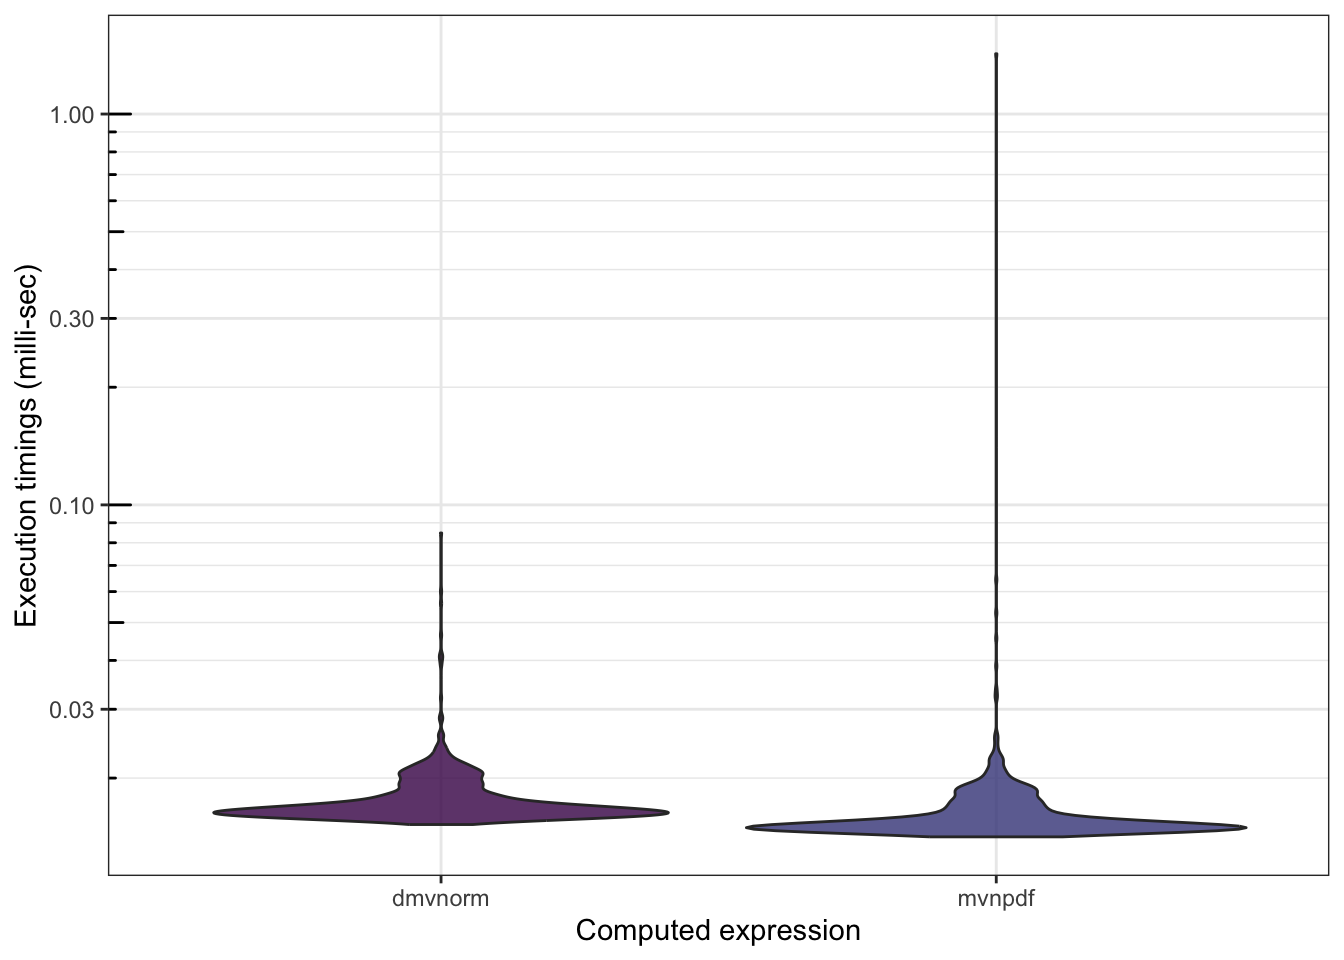 Execution timings (milli-sec)
1.00
0.30
0.10
0.03
dmvnorm
mvnpdf
Computed expression